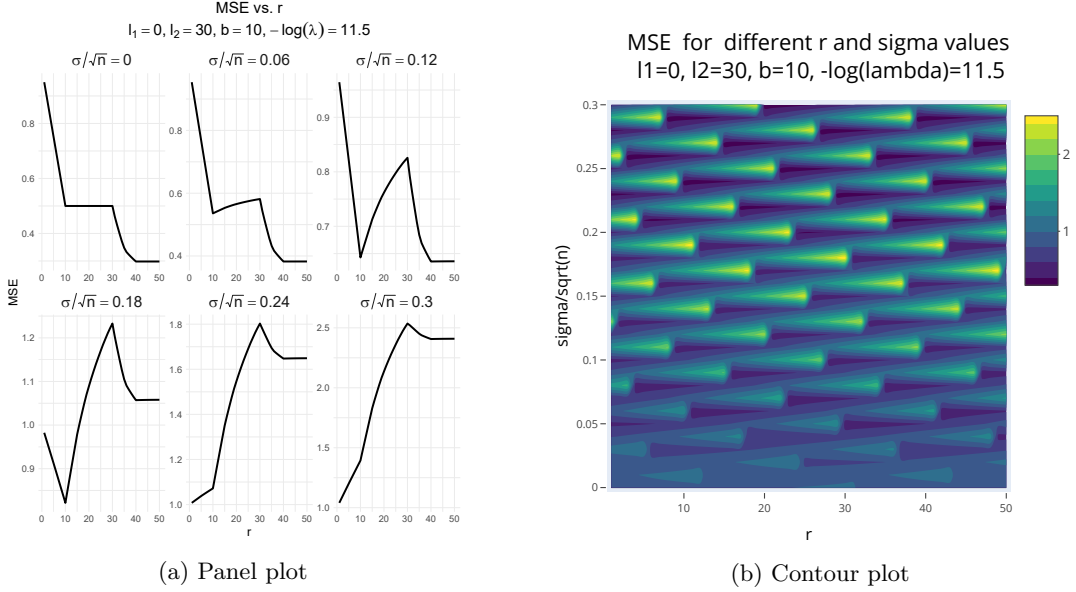 MSE vs. r
l₁ = 0, l₂ = 30, b = 10, − log(λ) = 11.5
σ/√n = 0
σ/√n = 0.06
σ/√n = 0.12
0.8
0.6
0.4
0.8
0.6
0.4
0.9
0.8
0.7
0 10 20 30 40 50
0 10 20 30 40 50
0 10 20 30 40 50
MSE
σ/√n = 0.18
σ/√n = 0.24
σ/√n = 0.3
1.2
1.1
1.0
0.9
1.8
1.6
1.4
1.2
1.0
2.5
2.0
1.5
1.0
0 10 20 30 40 50
0 10 20 30 40 50
0 10 20 30 40 50
r
(a) Panel plot
MSE for different r and sigma values
l1=0, l2=30, b=10, -log(lambda)=11.5
sigma/sqrt(n)
0.3
0.25
0.2
0.15
0.1
0.05
0
10 20 30 40 50
r
2
1
(b) Contour plot